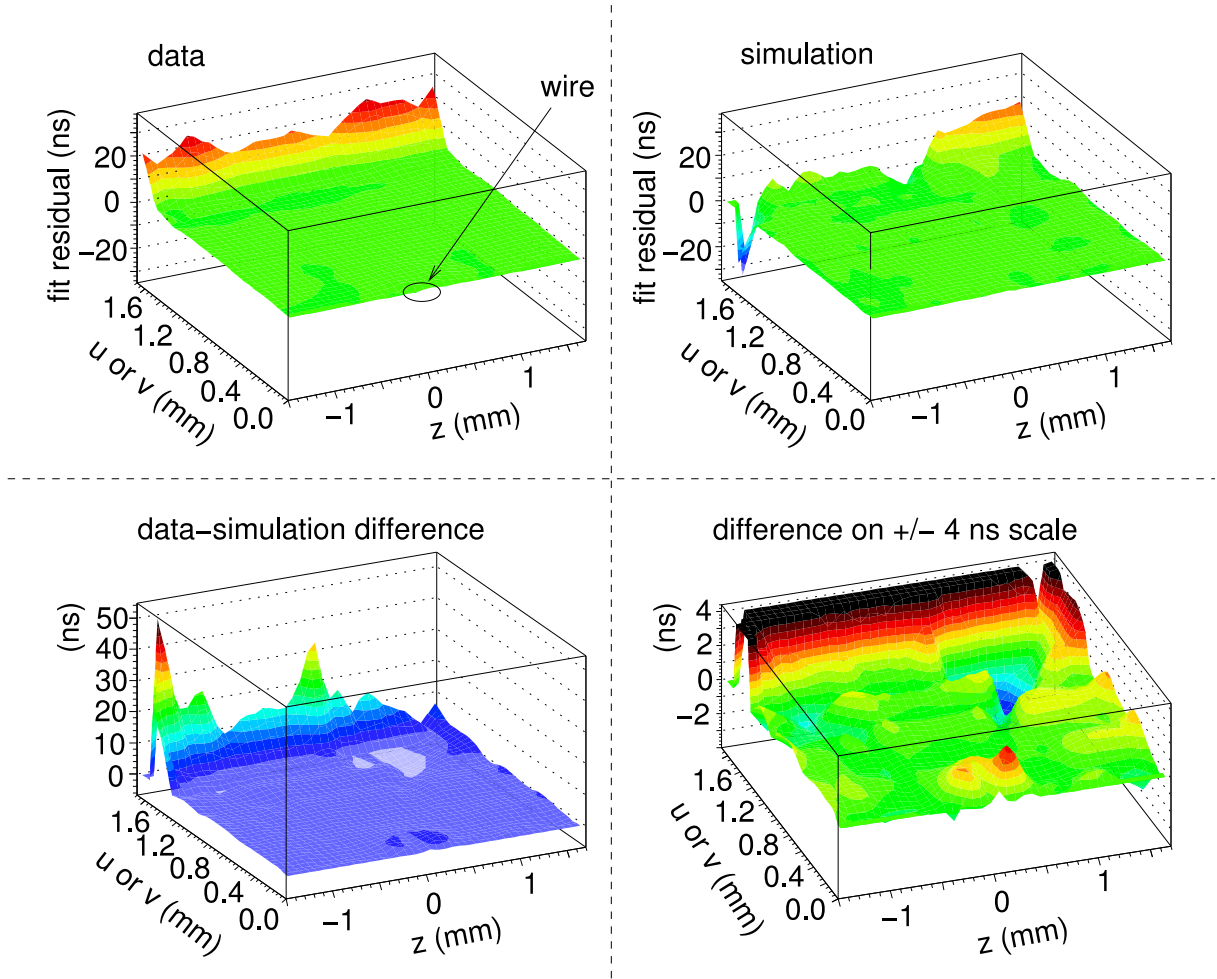 data
wire
fit residual (ns)
20
0
−20
1.6
1.2
0.8
0.4
0.0
u or v (mm)
−1
0
1
z (mm)
simulation
fit residual (ns)
20
0
−20
1.6
1.2
0.8
0.4
0.0
u or v (mm)
−1
0
1
z (mm)
data−simulation difference
(ns)
50
40
30
20
10
0
1.6
1.2
0.8
0.4
0.0
u or v (mm)
−1
0
1
z (mm)
difference on +/− 4 ns scale
(ns)
4
2
0
−2
1.6
1.2
0.8
0.4
0.0
u or v (mm)
−1
0
1
z (mm)